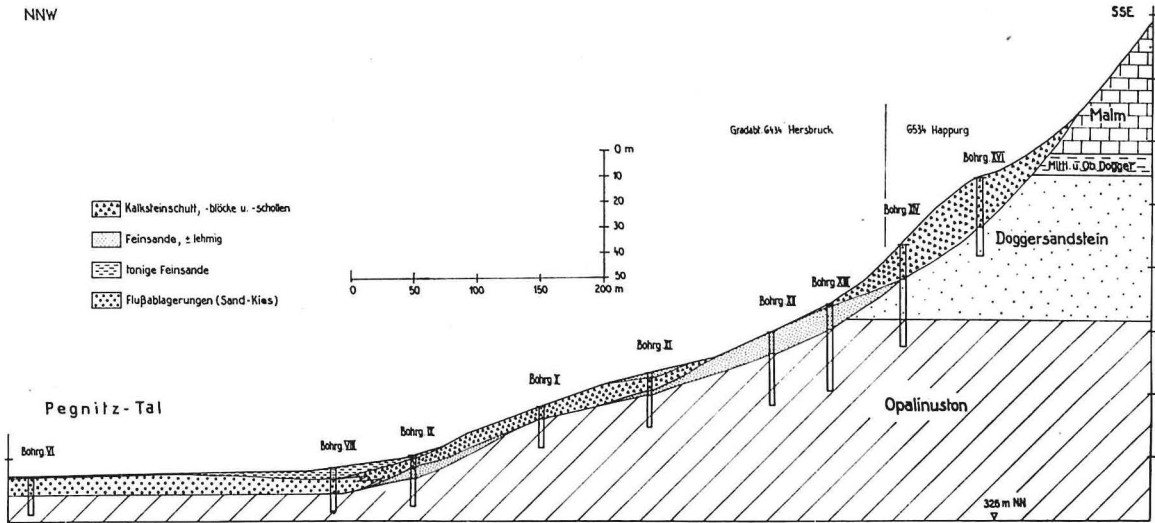 NNW
SSE
Gradabt. 6434 Hersbruck
6534 Happurg
Malm
Mittl. u. Ob. Dogger
Doggersandstein
Opalinuston
Bohrg. XVI
Bohrg. XIV
Bohrg. XIII
Bohrg. XII
Bohrg. XI
Bohrg. X
Bohrg. IX
Bohrg. VIII
Bohrg. VI
0 m
10
20
30
40
50
0 50 100 150 200 m
Kalksteinschutt, -blöcke u. -schollen
Feinsande, ± lehmig
tonige Feinsande
Flußablagerungen (Sand-Kies)
Pegnitz-Tal
325 m NN